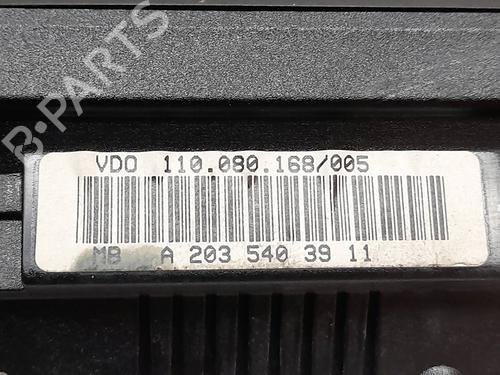 B-PARTS
VDO 110.080.168/005
MB A 203 540 39 11